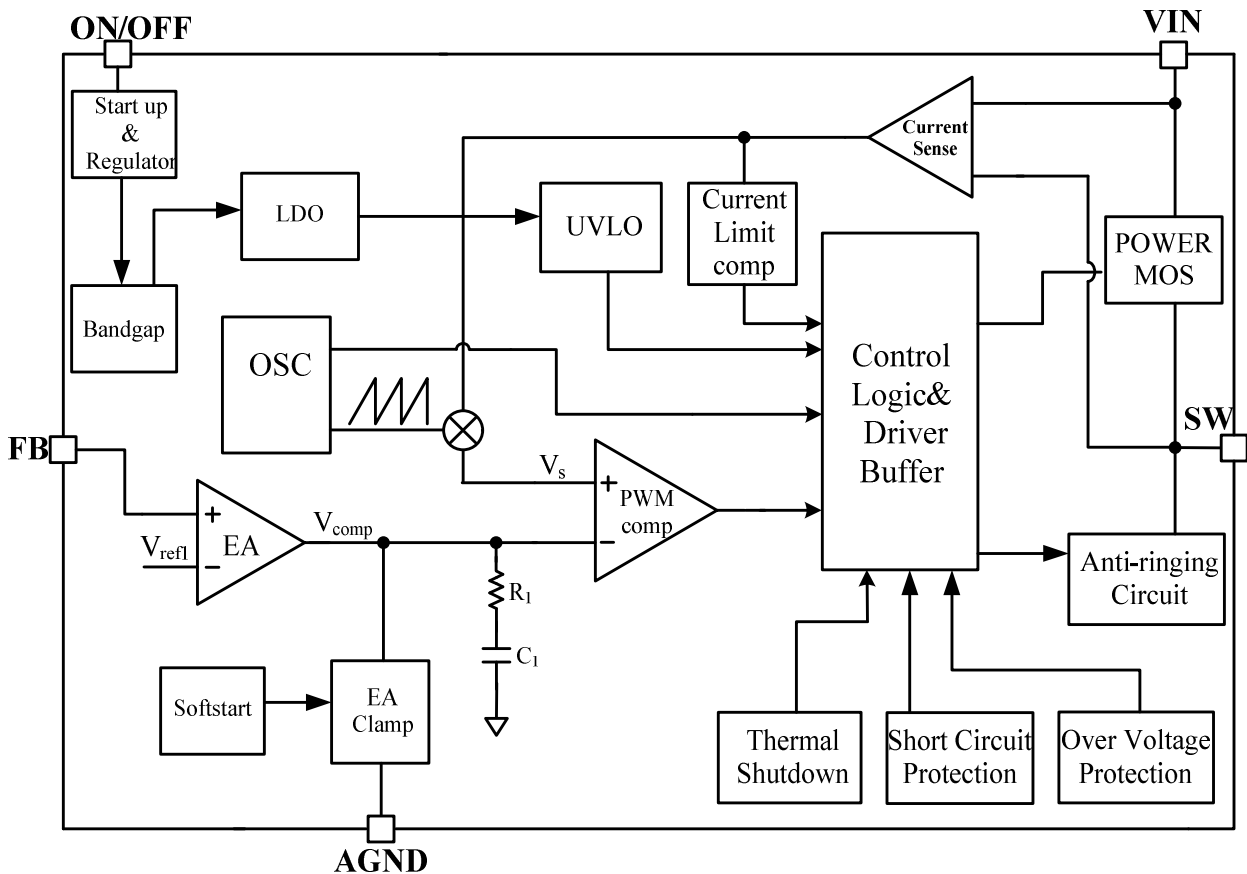 ON/OFF
VIN
Start up
&
Regulator
Current
Sense
LDO
UVLO
Current
Limit
comp
POWER
MOS
Bandgap
OSC
Control
Logic&
Driver
Buffer
FB
SW
Vs
+
PWM
comp
−
+
EA
−
Vref1
Vcomp
R1
C1
Anti-ringing
Circuit
Softstart
EA
Clamp
Thermal
Shutdown
Short Circuit
Protection
Over Voltage
Protection
AGND